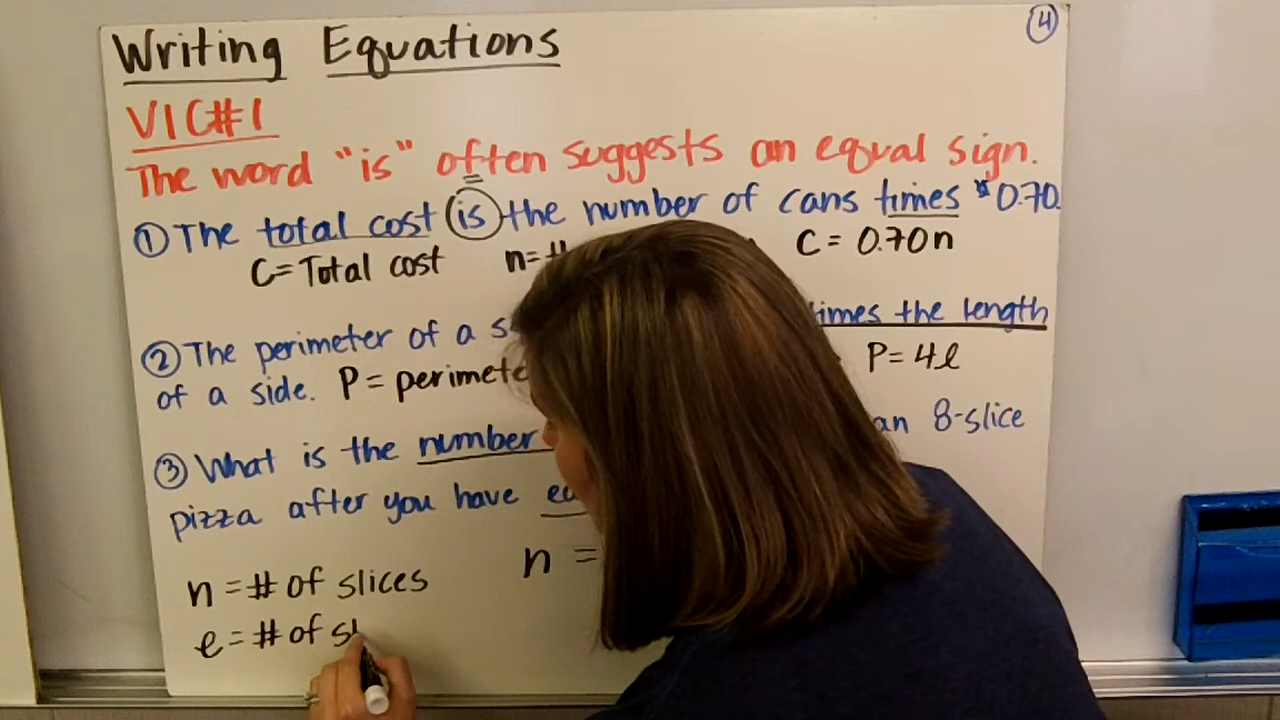 4
Writing Equations
VIC#1
The word "is" often suggests an equal sign.
=
① The total cost is the number of cans times $0.70.
C = Total cost n = C = 0.70n
② The perimeter of a times the length
of a side. P = P = 4l
③ What is the number an 8-slice
pizza after you have
n = # of slices n =
e = # of